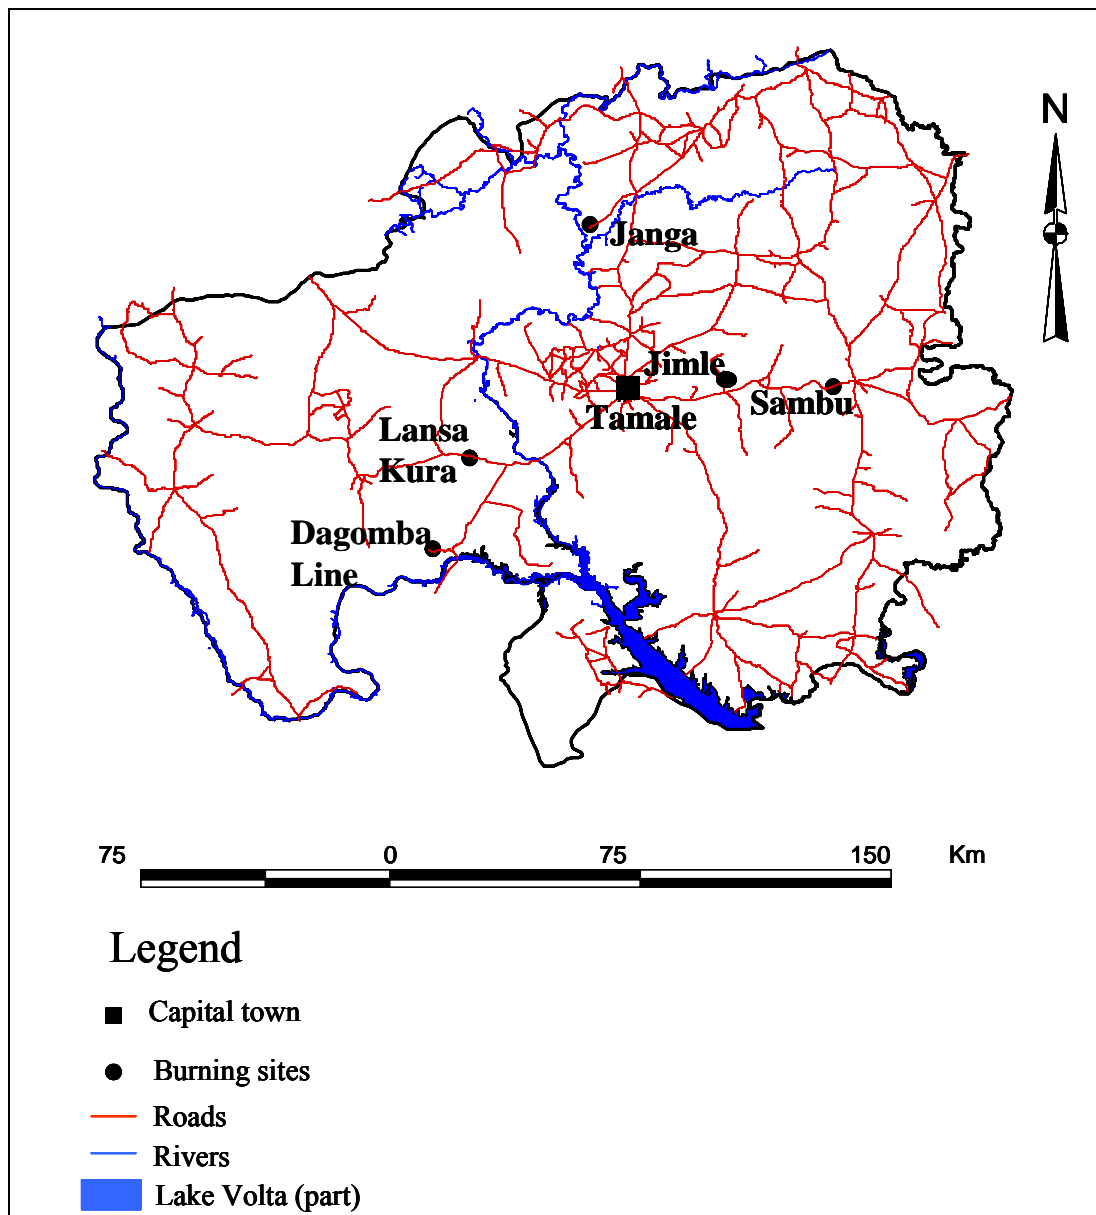 N
Janga
Jimle
Sambu
Tamale
Lansa
Kura
Dagomba
Line
75 0 75 150 Km
Legend
Capital town
Burning sites
Roads
Rivers
Lake Volta (part)